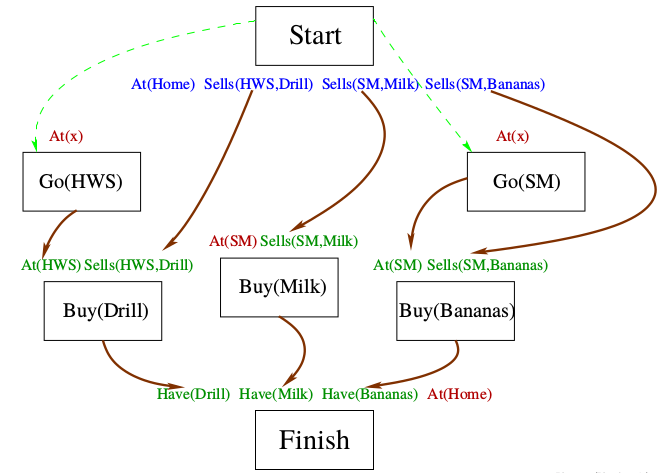 Start
At(Home) Sells(HWS,Drill) Sells(SM,Milk) Sells(SM,Bananas)
At(x) At(x)
Go(HWS) Go(SM)
At(SM) Sells(SM,Milk)
At(HWS) Sells(HWS,Drill) At(SM) Sells(SM,Bananas)
Buy(Milk)
Buy(Drill) Buy(Bananas)
Have(Drill) Have(Milk) Have(Bananas) At(Home)
Finish